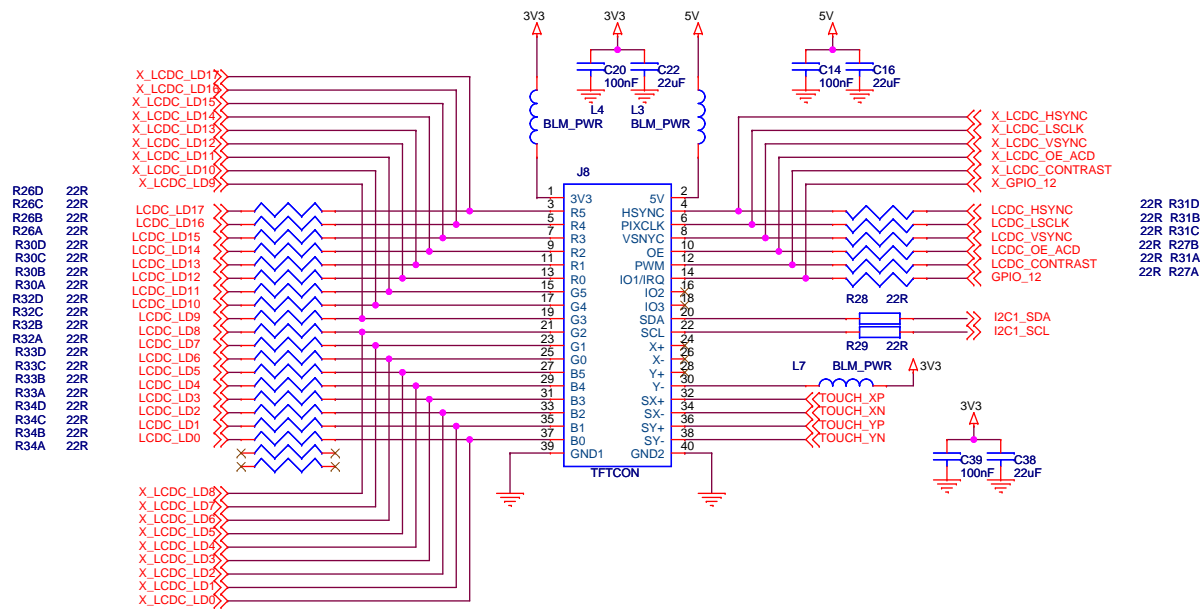 3V3 3V3 5V 5V
C20 100nF C22 22uF
C14 100nF C16 22uF
L4 BLM_PWR
L3 BLM_PWR
X_LCDC_LD17
X_LCDC_LD16
X_LCDC_LD15
X_LCDC_LD14
X_LCDC_LD13
X_LCDC_LD12
X_LCDC_LD11
X_LCDC_LD10
X_LCDC_LD9
X_LCDC_HSYNC
X_LCDC_LSCLK
X_LCDC_VSYNC
X_LCDC_OE_ACD
X_LCDC_CONTRAST
X_GPIO_12
R26D 22R
R26C 22R
R26B 22R
R26A 22R
R30D 22R
R30C 22R
R30B 22R
R30A 22R
R32D 22R
R32C 22R
R32B 22R
R32A 22R
R33D 22R
R33C 22R
R33B 22R
R33A 22R
R34D 22R
R34C 22R
R34B 22R
R34A 22R
LCDC_LD17
LCDC_LD16
LCDC_LD15
LCDC_LD14
LCDC_LD13
LCDC_LD12
LCDC_LD11
LCDC_LD10
LCDC_LD9
LCDC_LD8
LCDC_LD7
LCDC_LD6
LCDC_LD5
LCDC_LD4
LCDC_LD3
LCDC_LD2
LCDC_LD1
LCDC_LD0
J8
1 3V3 5V 2
3 R5 HSYNC 4
5 R4 PIXCLK 6
7 R3 VSNYC 8
9 R2 OE 10
11 R1 PWM 12
13 R0 IO1/IRQ 14
15 G5 IO2 16
17 G4 IO3 18
19 G3 SDA 20
21 G2 SCL 22
23 G1 X+ 24
25 G0 X- 26
27 B5 Y+ 28
29 B4 Y- 30
31 B3 SX+ 32
33 B2 SX- 34
35 B1 SY+ 36
37 B0 SY- 38
39 GND1 GND2 40
TFTCON
LCDC_HSYNC 22R R31D
LCDC_LSCLK 22R R31B
LCDC_VSYNC 22R R31C
LCDC_OE_ACD 22R R27B
LCDC_CONTRAST 22R R31A
GPIO_12 22R R27A
R28 22R
I2C1_SDA
I2C1_SCL
R29 22R
L7 BLM_PWR 3V3
TOUCH_XP
TOUCH_XN
TOUCH_YP
TOUCH_YN
3V3
C39 100nF C38 22uF
X_LCDC_LD8
X_LCDC_LD7
X_LCDC_LD6
X_LCDC_LD5
X_LCDC_LD4
X_LCDC_LD3
X_LCDC_LD2
X_LCDC_LD1
X_LCDC_LD0